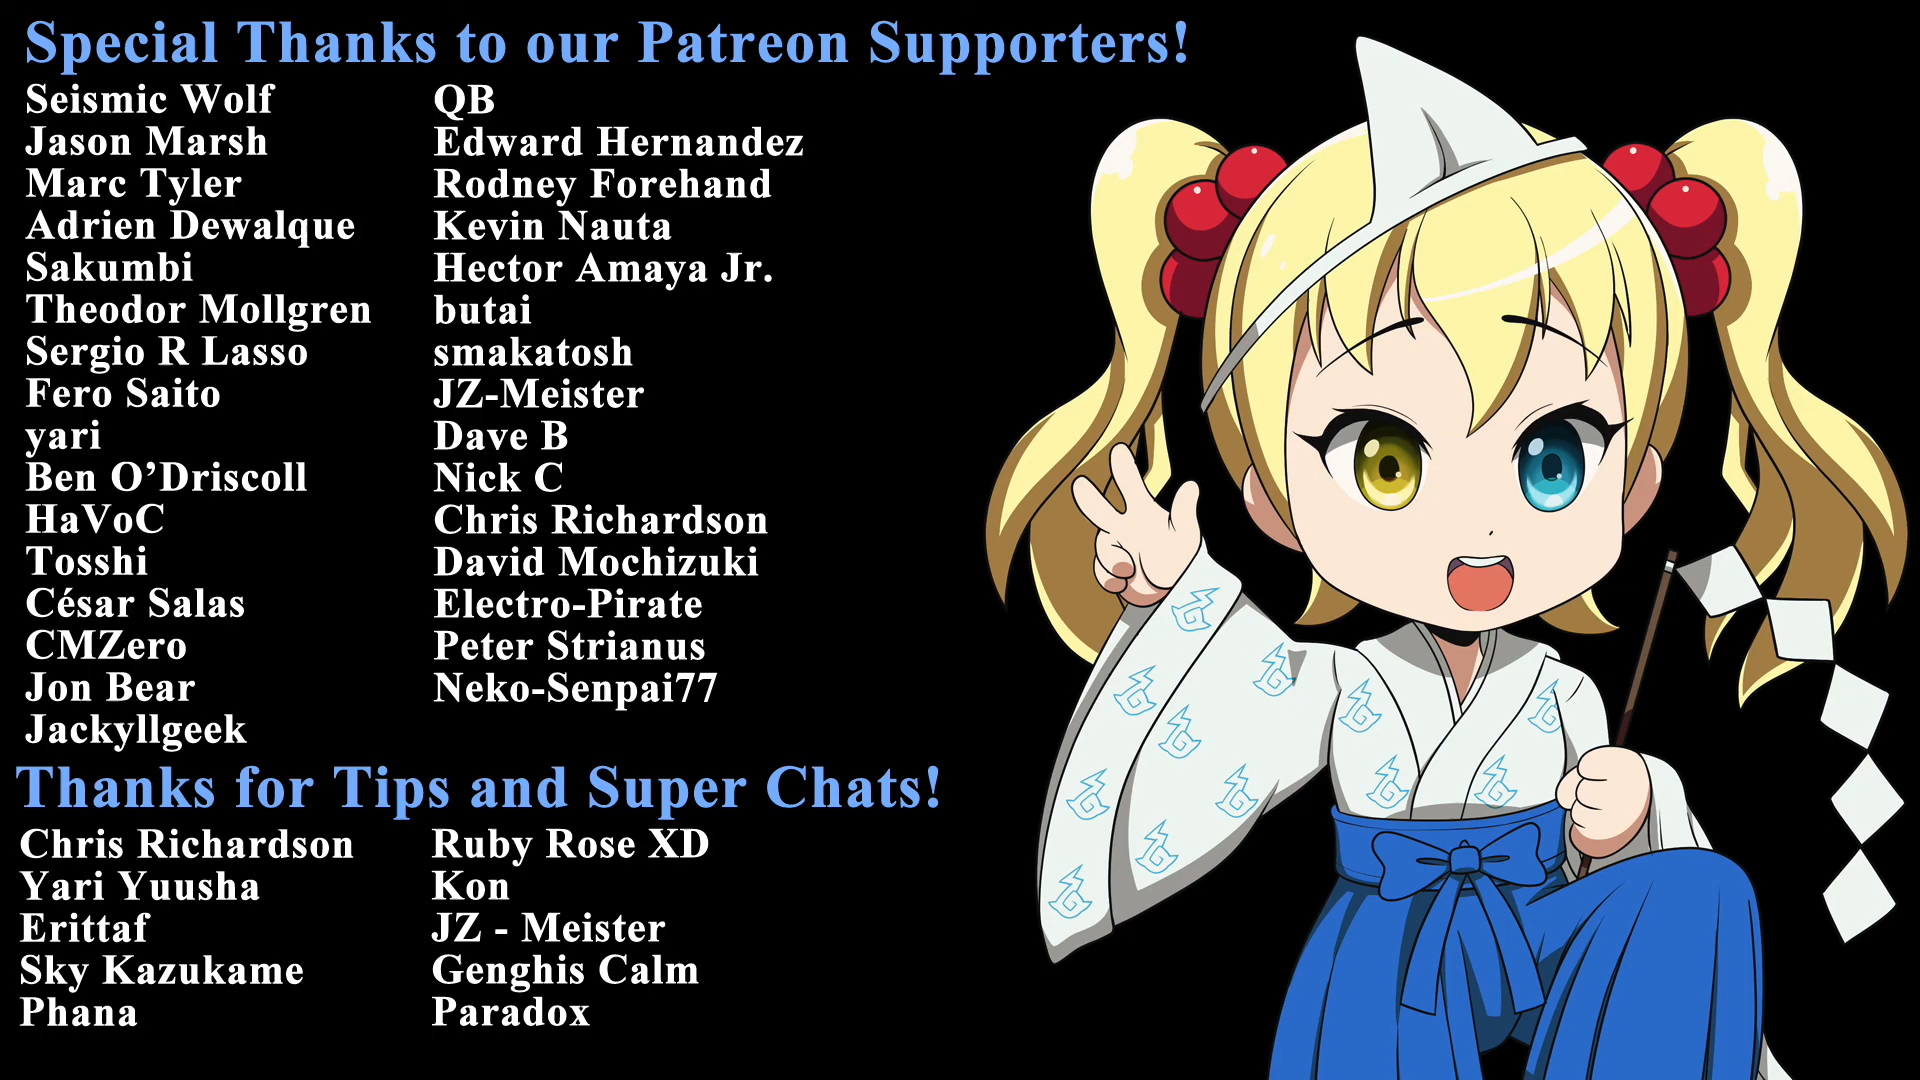 Special Thanks to our Patreon Supporters!
Seismic Wolf
Jason Marsh
Marc Tyler
Adrien Dewalque
Sakumbi
Theodor Mollgren
Sergio R Lasso
Fero Saito
yari
Ben O’Driscoll
HaVoC
Tosshi
César Salas
CMZero
Jon Bear
Jackyllgeek
QB
Edward Hernandez
Rodney Forehand
Kevin Nauta
Hector Amaya Jr.
butai
smakatosh
JZ-Meister
Dave B
Nick C
Chris Richardson
David Mochizuki
Electro-Pirate
Peter Strianus
Neko-Senpai77
Thanks for Tips and Super Chats!
Chris Richardson
Yari Yuusha
Erittaf
Sky Kazukame
Phana
Ruby Rose XD
Kon
JZ - Meister
Genghis Calm
Paradox